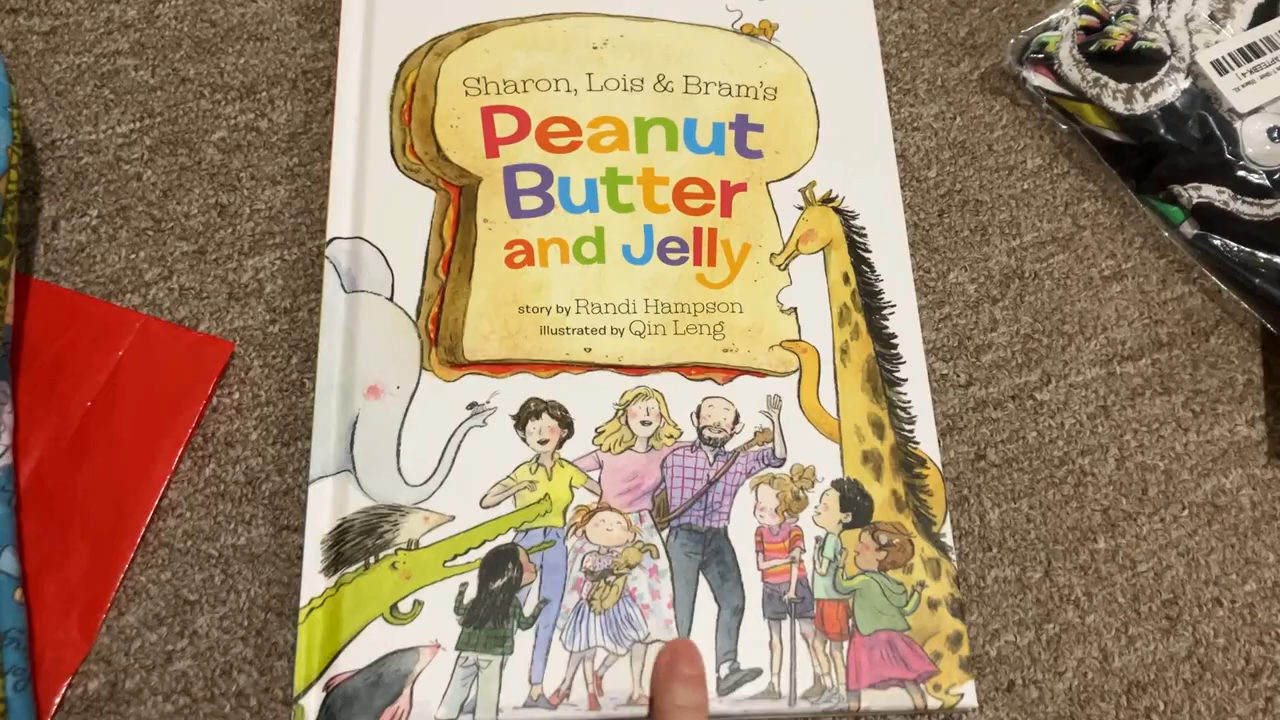 Sharon, Lois & Bram's
Peanut
Butter
and Jelly
story by Randi Hampson
illustrated by Qin Leng